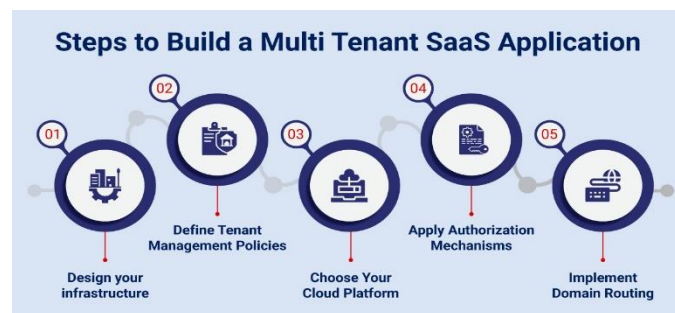 Steps to Build a Multi Tenant SaaS Application
01
Design your
infrastructure
02
Define Tenant
Management Policies
03
Choose Your
Cloud Platform
04
Apply Authorization
Mechanisms
05
Implement
Domain Routing